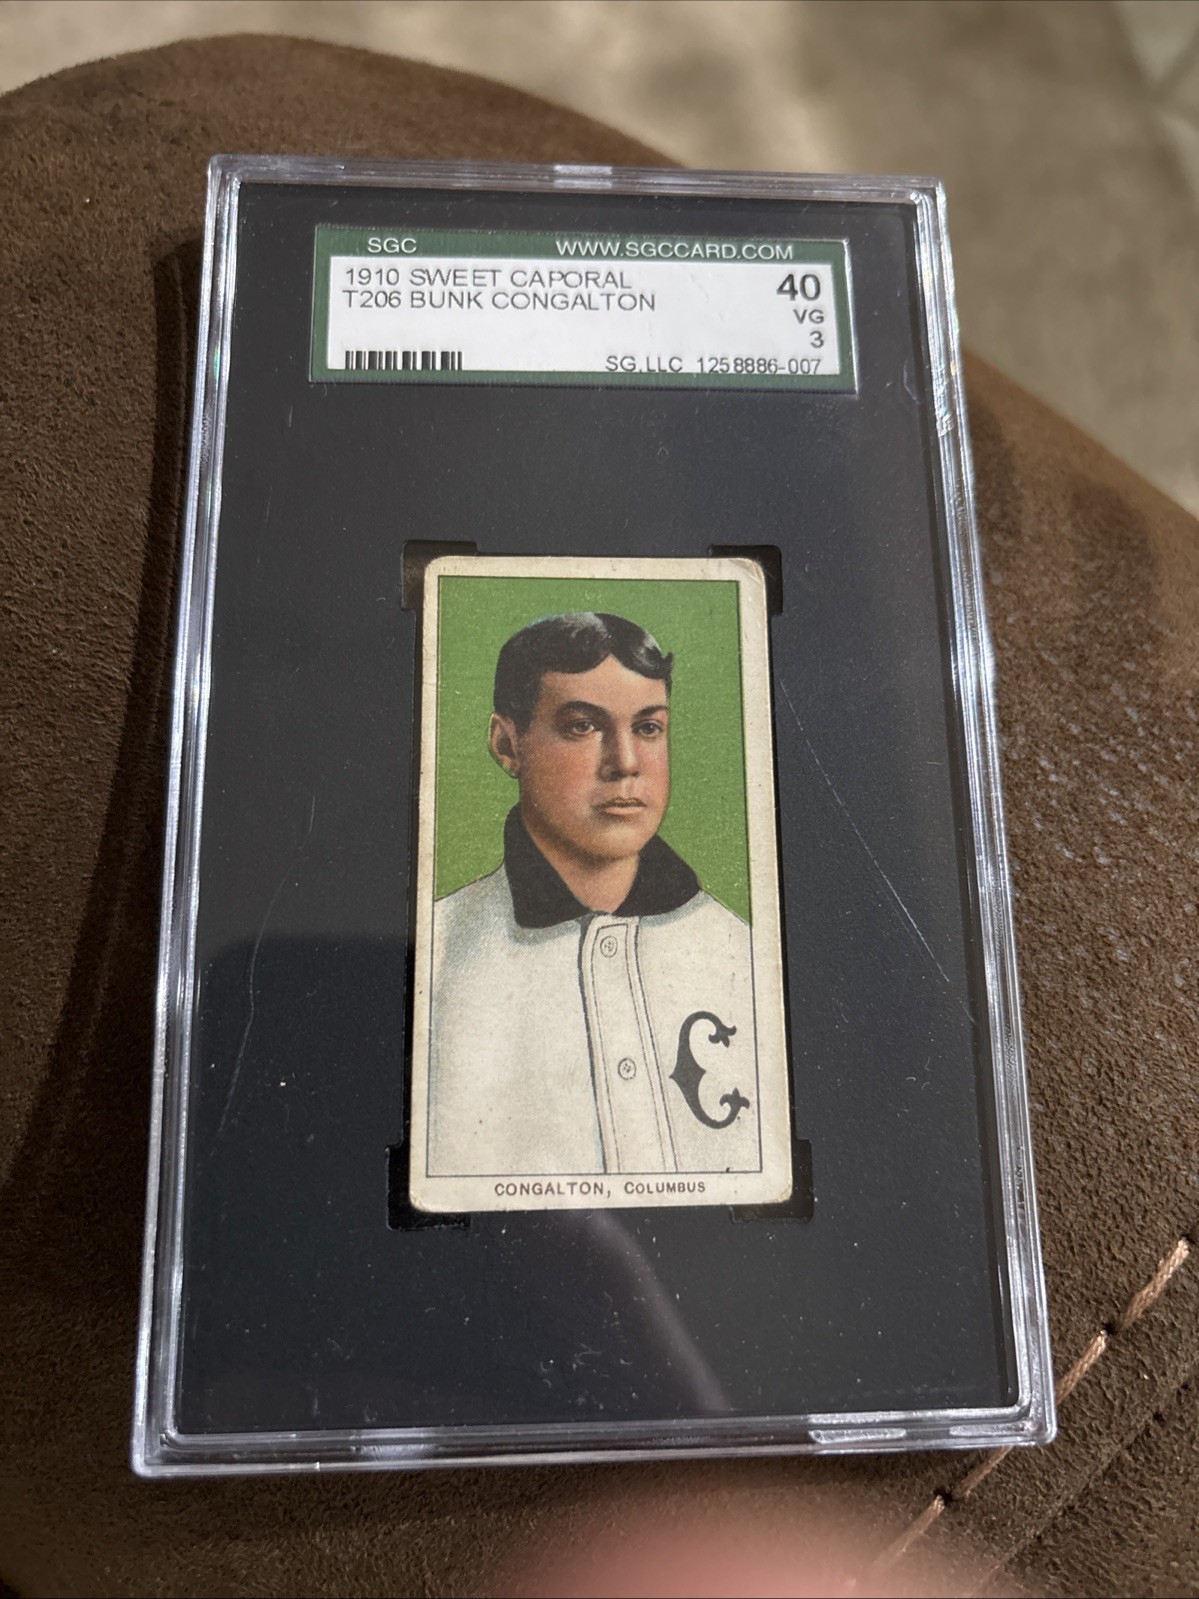 SGC WWW.SGCCARD.COM
1910 SWEET CAPORAL 40
T206 BUNK CONGALTON VG
3
SG,LLC 1258886-007
C
CONGALTON, COLUMBUS